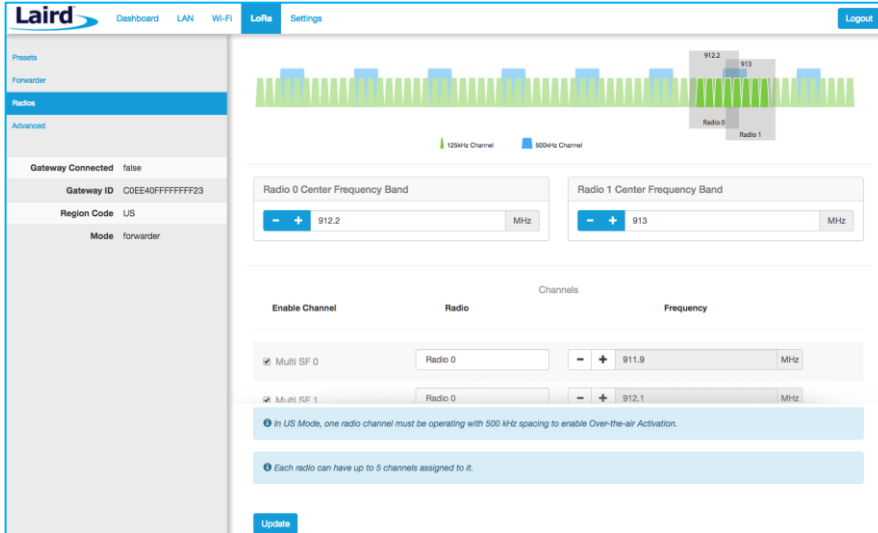 Laird
Dashboard LAN Wi-Fi LoRa Settings Logout
Presets
Forwarder
Radios
Advanced
Gateway Connected false
Gateway ID C0EE40FFFFFFFF23
Region Code US
Mode forwarder
912.2
913
Radio 0
Radio 1
125kHz Channel 500kHz Channel
Radio 0 Center Frequency Band Radio 1 Center Frequency Band
- + 912.2 MHz - + 913 MHz
Channels
Enable Channel Radio Frequency
Multi SF 0 Radio 0 - + 911.9 MHz
Multi SF 1 Radio 0 - + 912.1 MHz
In US Mode, one radio channel must be operating with 500 kHz spacing to enable Over-the-air Activation.
Each radio can have up to 5 channels assigned to it.
Update